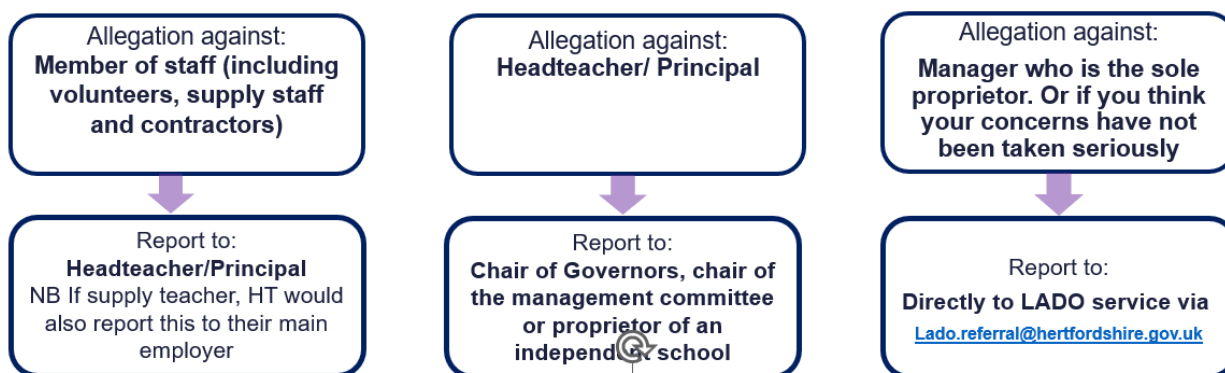 Allegation against:
Member of staff (including
volunteers, supply staff
and contractors)
Report to:
Headteacher/Principal
NB If supply teacher, HT would
also report this to their main
employer
Allegation against:
Headteacher/ Principal
Report to:
Chair of Governors, chair of
the management committee
or proprietor of an
independent school
Allegation against:
Manager who is the sole
proprietor. Or if you think
your concerns have not
been taken seriously
Report to:
Directly to LADO service via
Lado.referral@hertfordshire.gov.uk